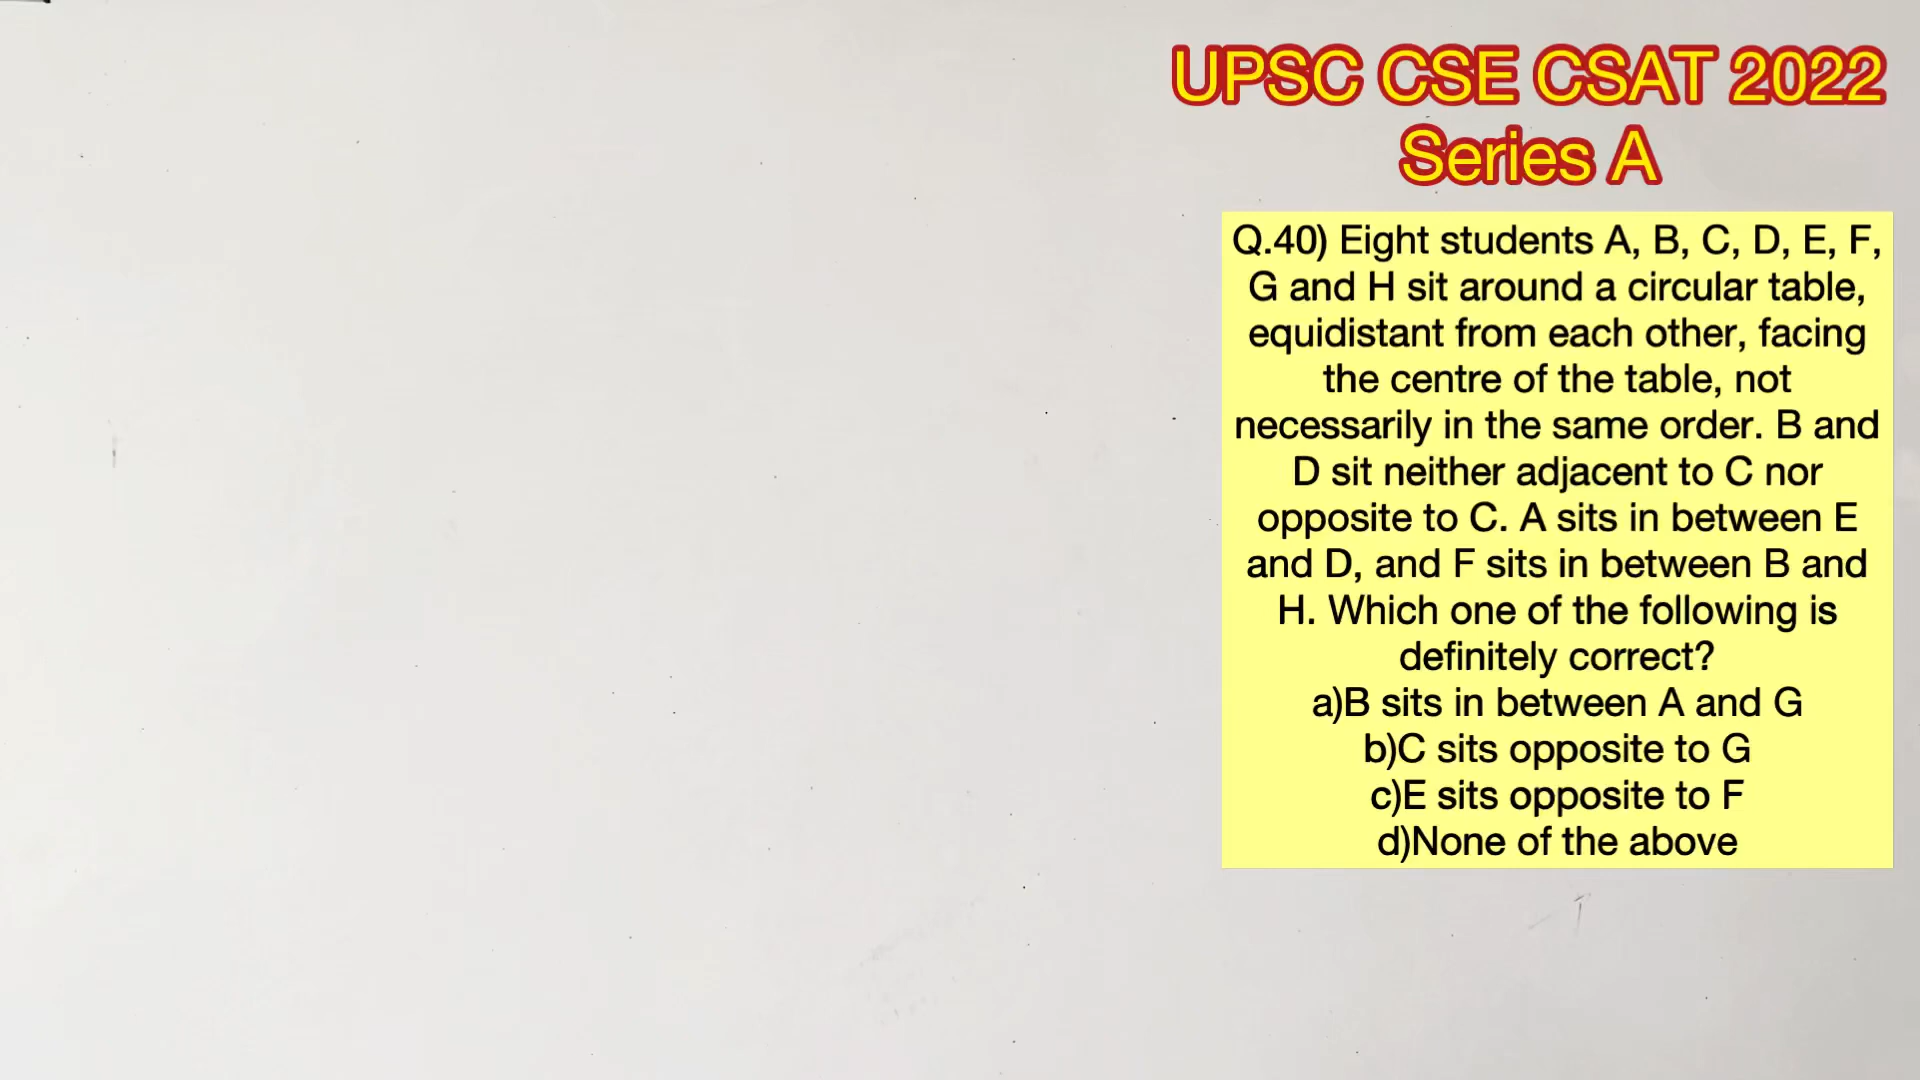 UPSC CSE CSAT 2022
Series A
Q.40) Eight students A, B, C, D, E, F,
G and H sit around a circular table,
equidistant from each other, facing
the centre of the table, not
necessarily in the same order. B and
D sit neither adjacent to C nor
opposite to C. A sits in between E
and D, and F sits in between B and
H. Which one of the following is
definitely correct?
a)B sits in between A and G
b)C sits opposite to G
c)E sits opposite to F
d)None of the above